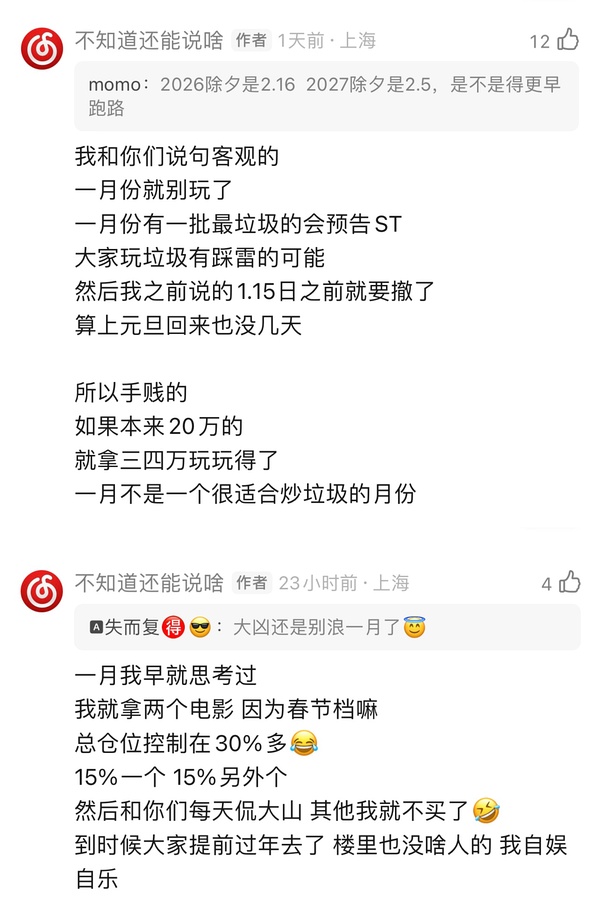 不知道还能说啥 作者 1天前 · 上海 12
momo：2026除夕是2.16 2027除夕是2.5，是不是得更早
跑路
我和你们说句客观的
一月份就别玩了
一月份有一批最垃圾的会预告ST
大家玩垃圾有踩雷的可能
然后我之前说的1.15日之前就要撤了
算上元旦回来也没几天
所以手贱的
如果本来20万的
就拿三四万玩玩得了
一月不是一个很适合炒垃圾的月份
不知道还能说啥 作者 23小时前 · 上海 4
🅰失而复🉐😎：大凶还是别浪一月了😇
一月我早就思考过
我就拿两个电影 因为春节档嘛
总仓位控制在30%多😂
15%一个 15%另外个
然后和你们每天侃大山 其他我就不买了🤣
到时候大家提前过年去了 楼里也没啥人的 我自娱
自乐